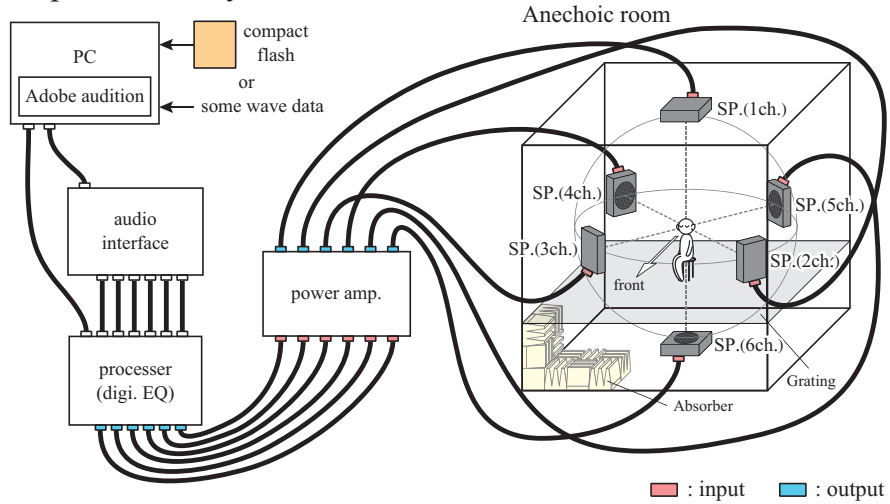 Anechoic room
PC
Adobe audition
compact
flash
or
some wave data
audio
interface
processer
(digi. EQ)
power amp.
SP.(1ch.)
SP.(4ch.)
SP.(5ch.)
SP.(3ch.)
SP.(2ch.)
front
SP.(6ch.)
Grating
Absorber
: input
: output